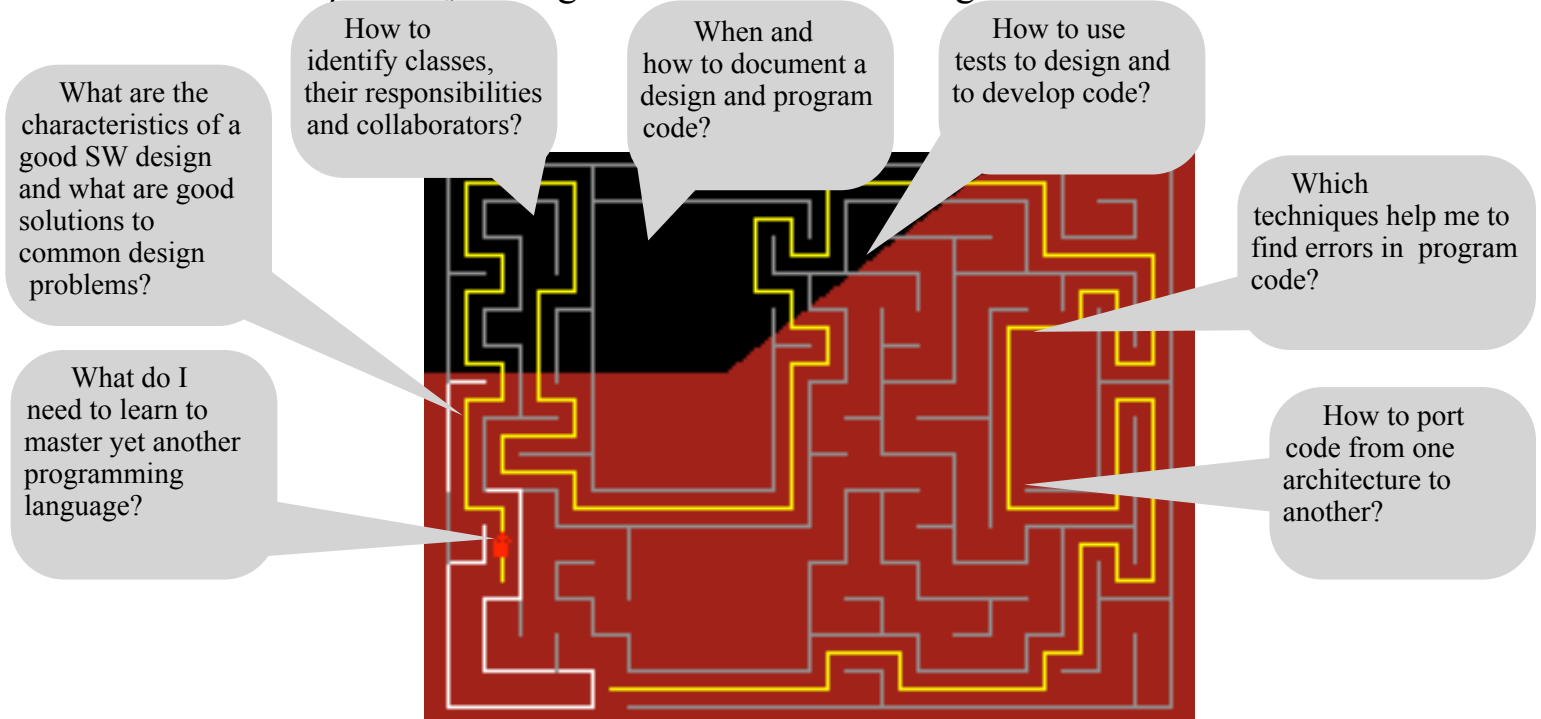 How to
identify classes,
their responsibilities
and collaborators?
When and
how to document a
design and program
code?
How to use
tests to design and
to develop code?
What are the
characteristics of a
good SW design
and what are good
solutions to
common design
problems?
Which
techniques help me to
find errors in program
code?
What do I
need to learn to
master yet another
programming
language?
How to port
code from one
architecture to
another?